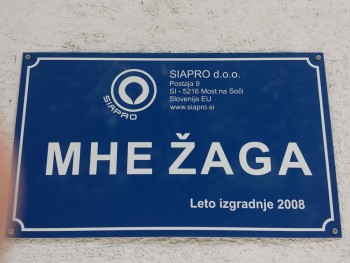 SIAPRO d.o.o.
Postaja 9
SI - 5216 Most na Soči
Slovenija EU
www.siapro.si
SIAPRO
MHE ŽAGA
Leto izgradnje 2008